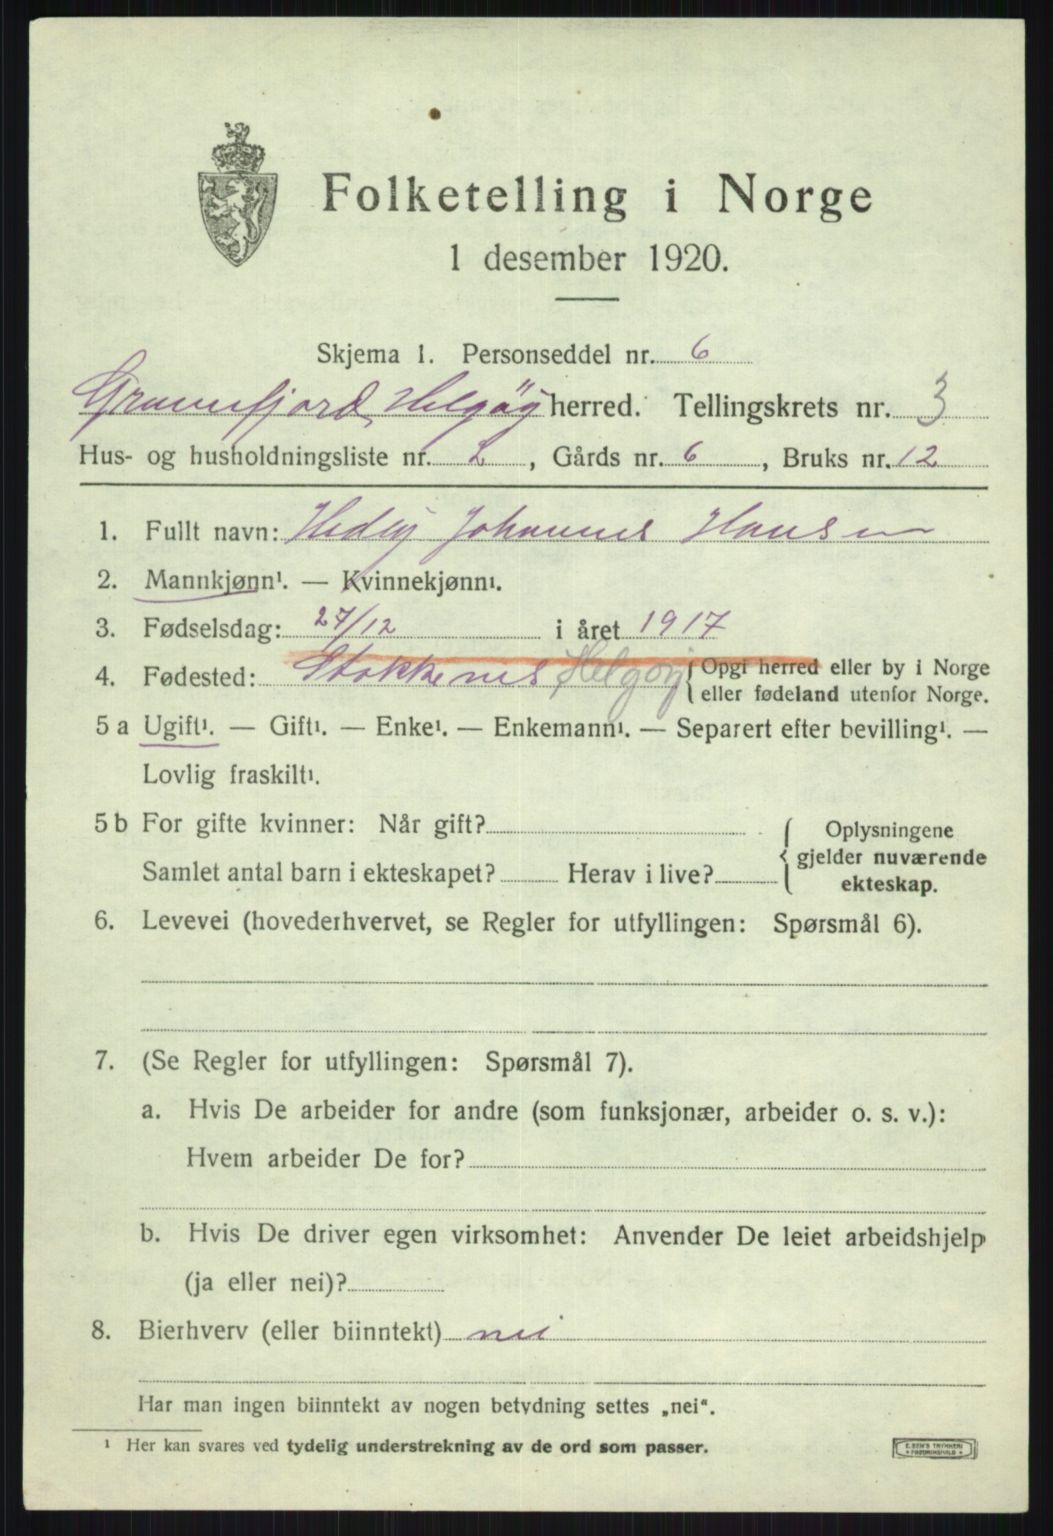 Folketelling i Norge
1 desember 1920.
Skjema 1. Personseddel nr. 6
Helgøy herred. Tellingskrets nr. 3
Hus- og husholdningsliste nr. 2, Gårds nr. 6, Bruks nr. 12
1. Fullt navn: Johannes Hansen
2. Mannkjønn¹. — Kvinnekjønn¹.
3. Fødselsdag: 27/12 i året 1917
4. Fødested: Stakkenes, Helgøy { Opgi herred eller by i Norge
eller fødeland utenfor Norge.
5 a Ugift¹. — Gift¹. — Enke¹. — Enkemann¹. — Separert efter bevilling¹. —
Lovlig fraskilt¹.
5 b For gifte kvinner: Når gift?
Samlet antal barn i ekteskapet? Herav i live?
{ Oplysningene
gjelder nuværende
ekteskap.
6. Levevei (hovederhvervet, se Regler for utfyllingen: Spørsmål 6).
7. (Se Regler for utfyllingen: Spørsmål 7).
a. Hvis De arbeider for andre (som funksjonær, arbeider o. s. v.):
Hvem arbeider De for?
b. Hvis De driver egen virksomhet: Anvender De leiet arbeidshjelp
(ja eller nei)?
8. Bierhverv (eller biinntekt) nei
Har man ingen biinntekt av nogen betydning settes „nei“.
¹ Her kan svares ved tydelig understrekning av de ord som passer.